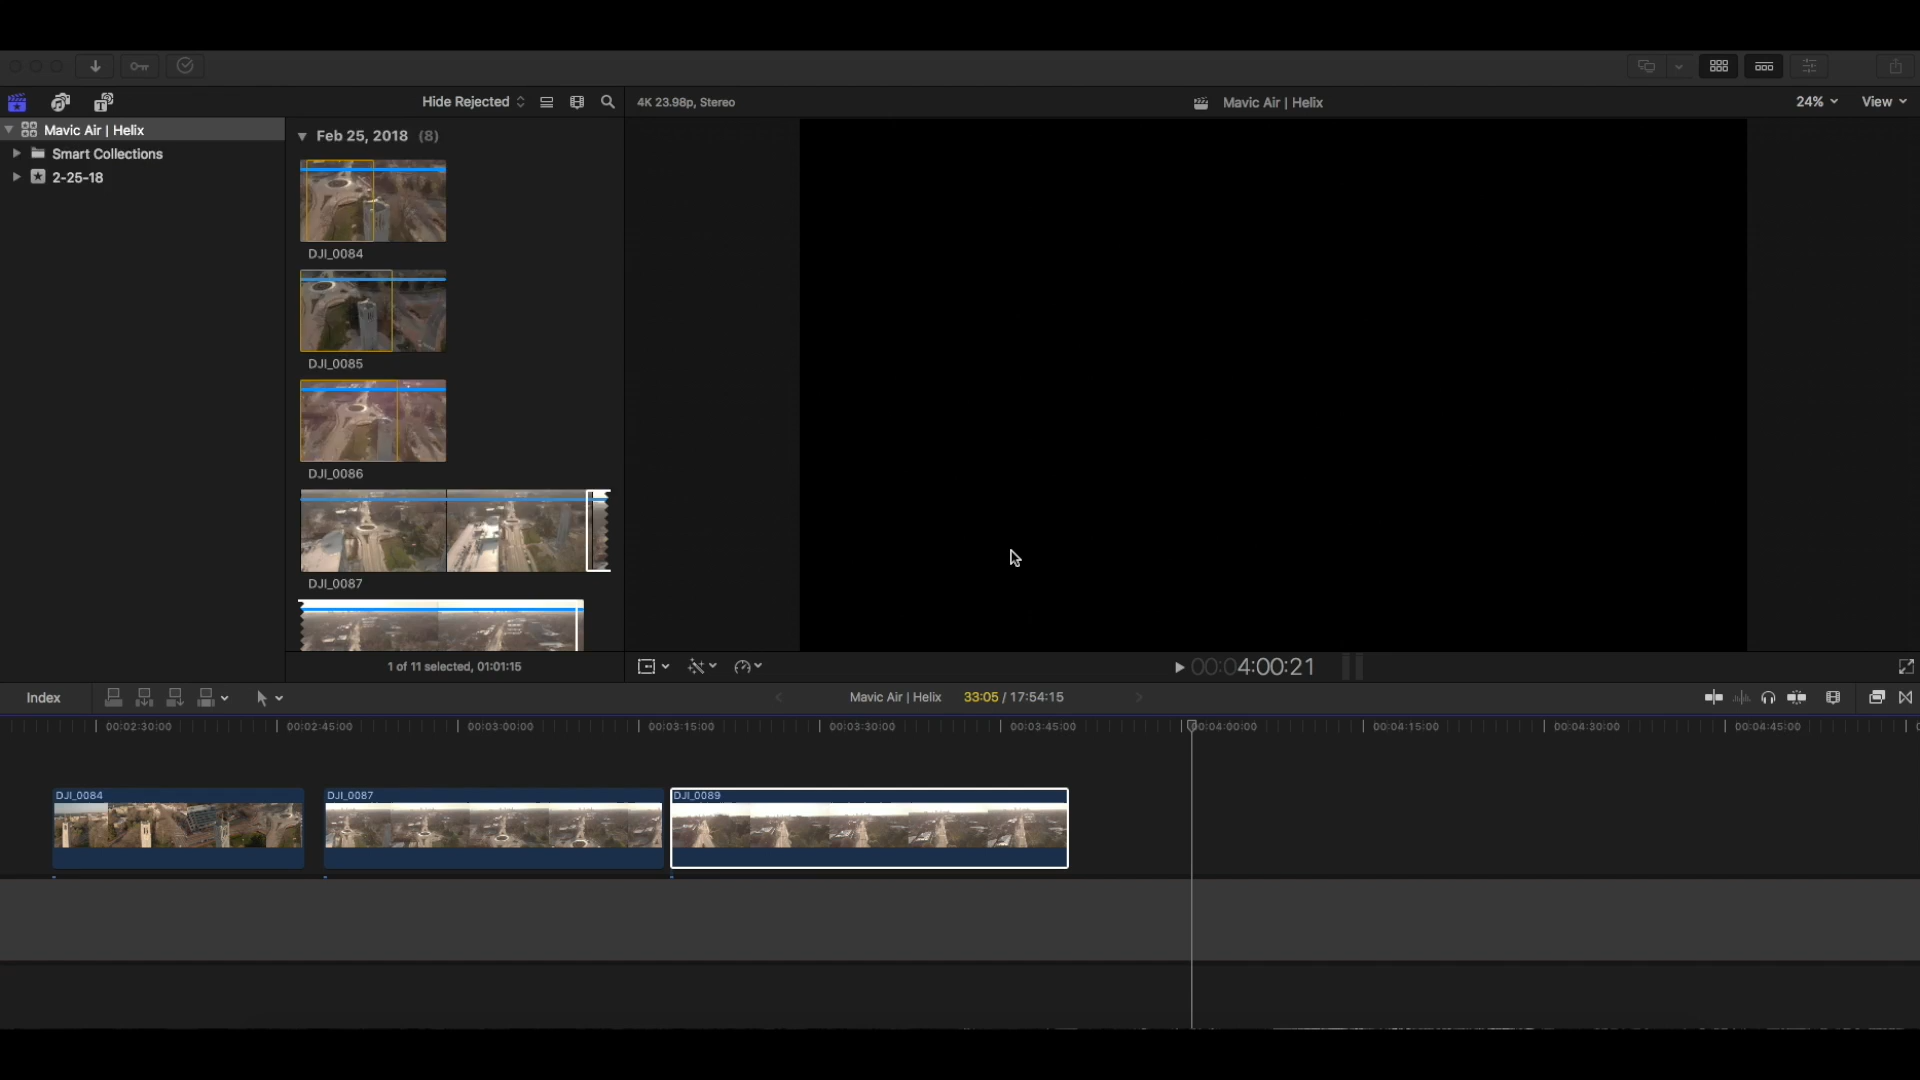 Hide Rejected
4K 23.98p, Stereo
Mavic Air | Helix
24%
View
Mavic Air | Helix
Smart Collections
2-25-18
Feb 25, 2018 (8)
DJI_0084
DJI_0085
DJI_0086
DJI_0087
1 of 11 selected, 01:01:15
00:04:00:21
Index
Mavic Air | Helix
33:05 / 17:54:15
00:02:30:00
00:02:45:00
00:03:00:00
00:03:15:00
00:03:30:00
00:03:45:00
00:04:00:00
00:04:15:00
00:04:30:00
00:04:45:00
DJI_0084
DJI_0087
DJI_0089